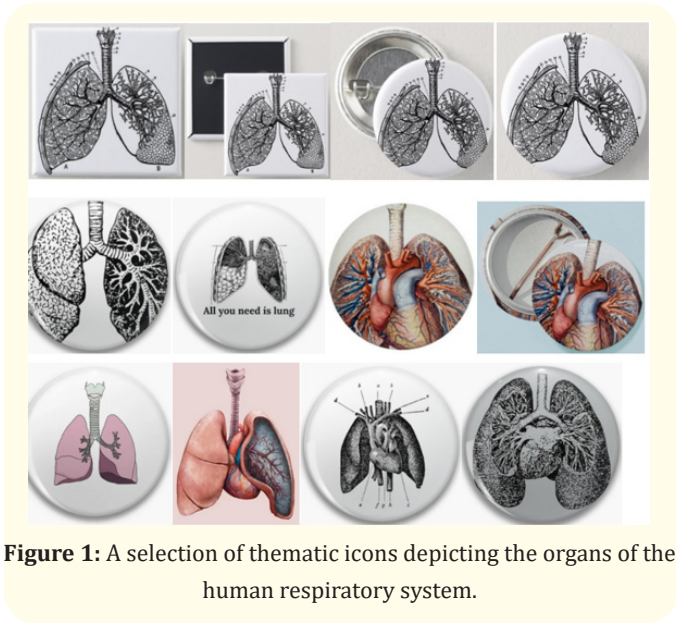 A
B
All you need is lung
Figure 1: A selection of thematic icons depicting the organs of the
human respiratory system.